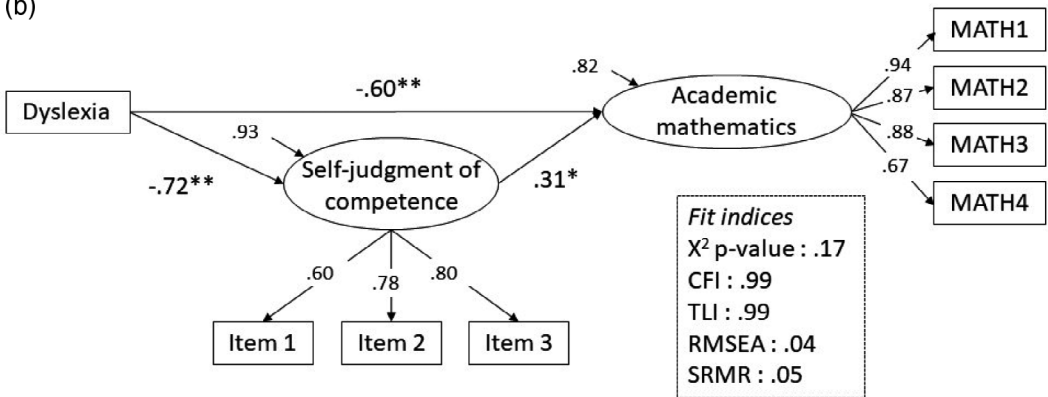 (b)
MATH1
.82
.94
-.60**
Academic
mathematics
MATH2
.87
Dyslexia
.93
.88
MATH3
Self-judgment of
competence
-.72**
.31*
.67
MATH4
Fit indices
X² p-value : .17
CFI : .99
TLI : .99
RMSEA : .04
SRMR : .05
.60
.78
.80
Item 1
Item 2
Item 3